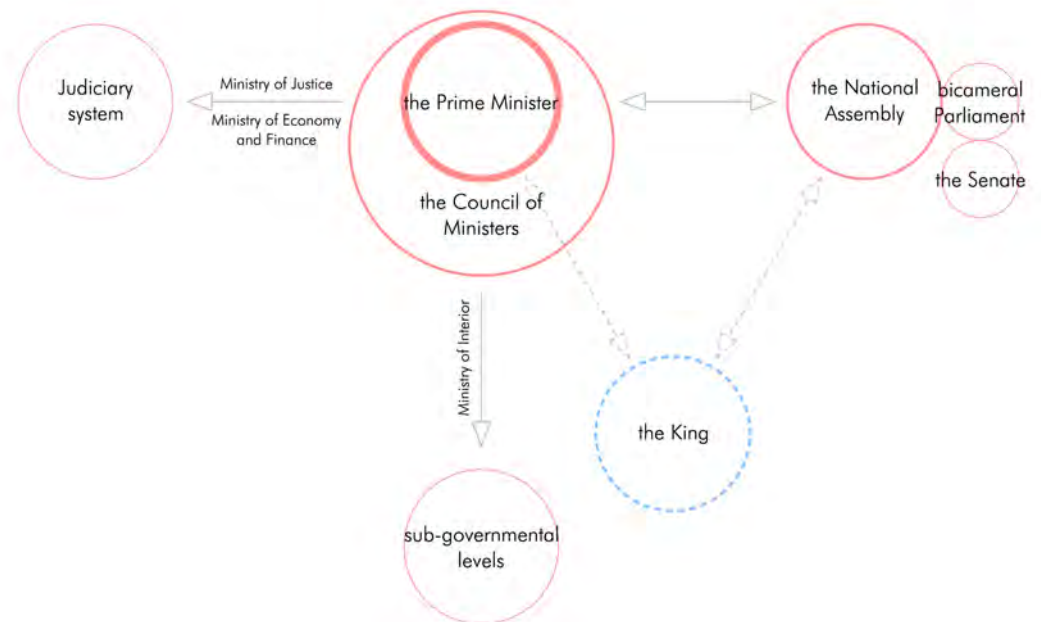 Judiciary
system
Ministry of Justice
Ministry of Economy
and Finance
the Prime Minister
the Council of
Ministers
the National
Assembly
bicameral
Parliament
the Senate
Ministry of Interior
the King
sub-governmental
levels